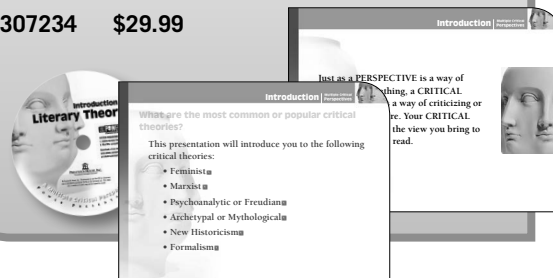 307234 $29.99
Introduction | Multiple Critical Perspectives
Just as a PERSPECTIVE is a way of
thing, a CRITICAL
a way of criticizing or
re. Your CRITICAL
the view you bring to
read.
Introduction
Literary Theor
Introduction | Multiple Critical Perspectives
What are the most common or popular critical
theories?
This presentation will introduce you to the following
critical theories:
• Feminist
• Marxist
• Psychoanalytic or Freudian
• Archetypal or Mythological
• New Historicism
• Formalism